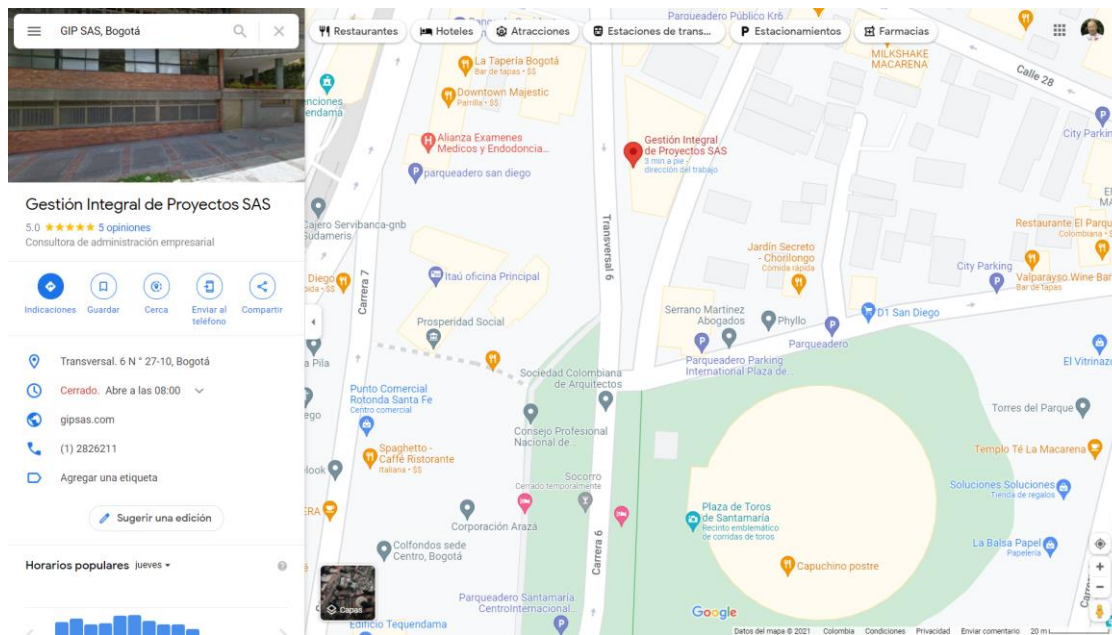 GIP SAS, Bogotá
Restaurantes
Hoteles
Atracciones
Estaciones de trans...
Estacionamientos
Farmacias
Gestión Integral de Proyectos SAS
5.0
5 opiniones
Consultora de administración empresarial
Indicaciones
Guardar
Cerca
Enviar al
teléfono
Compartir
Transversal. 6 N ° 27-10, Bogotá
Cerrado. Abre a las 08:00
gipsas.com
(1) 2826211
Agregar una etiqueta
Sugerir una edición
Horarios populares jueves
Parqueadero Público Kr6
La Tapería Bogotá
Bar de tapas • $$
Downtown Majestic
Parrilla • $$
MILKSHAKE
MACARENA
Calle 28
City Parkin
Alianza Examenes
Medicos y Endodoncia...
parqueadero san diego
Gestión Integral
de Proyectos SAS
3 min a pie -
dirección del trabajo
Cajero Servibanca-gnb
Sudameris
Transversal 6
Restaurante El Parqu
Colombiana • $
Jardín Secreto
- Chorilongo
Comida rápida
City Parking
Valparayso.Wine Bar
Bar de tapas
Diego
Carrera 7
Itaú oficina Principal
Prosperidad Social
Serrano Martinez
Abogados
Phyllo
D1 San Diego
Parqueadero
Parqueadero Parking
International Plaza de...
El Vitrinazo
a Pila
Sociedad Colombiana
de Arquitectos
Punto Comercial
Rotonda Santa Fe
Centro comercial
Consejo Profesional
Nacional de...
Torres del Parque
Spaghetto -
Caffé Ristorante
Italiana • $$
Templo Té La Macarena
Socorro
Cerrado temporalmente
Soluciones Soluciones
Tienda de regalos
Corporación Arazá
Plaza de Toros
de Santamaría
Recinto emblemático
de corridas de toros
La Balsa Papel
Papelería
Colfondos sede
Centro, Bogotá
Carrera 6
Capuchino postre
Capas
Parqueadero Santamaría
CentroInternacional...
Edificio Tequendama
Google
Datos del mapa © 2021
Colombia
Condiciones
Privacidad
Enviar comentario
20 m